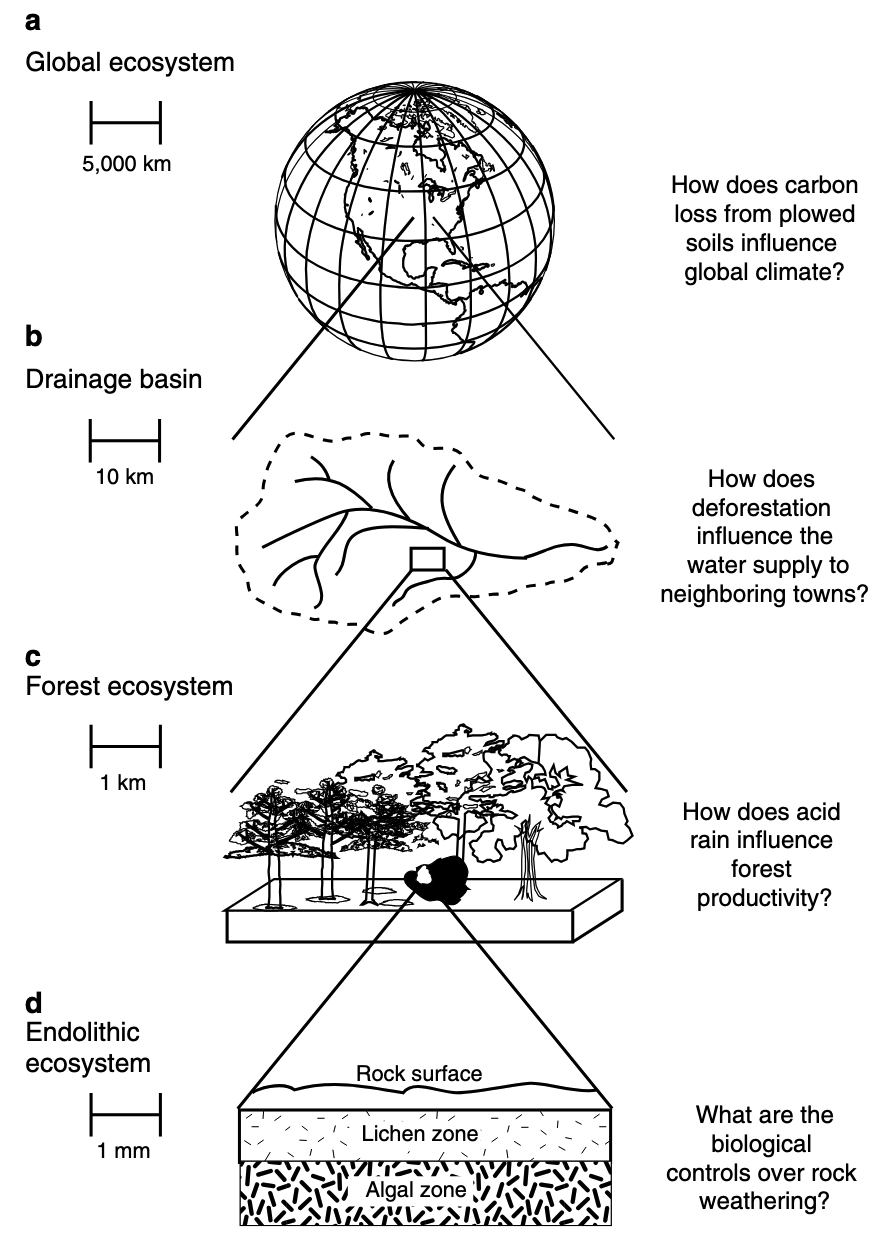 a
Global ecosystem
5,000 km
How does carbon
loss from plowed
soils influence
global climate?
b
Drainage basin
10 km
How does
deforestation
influence the
water supply to
neighboring towns?
c
Forest ecosystem
1 km
How does acid
rain influence
forest
productivity?
d
Endolithic
ecosystem
1 mm
Rock surface
Lichen zone
Algal zone
What are the
biological
controls over rock
weathering?